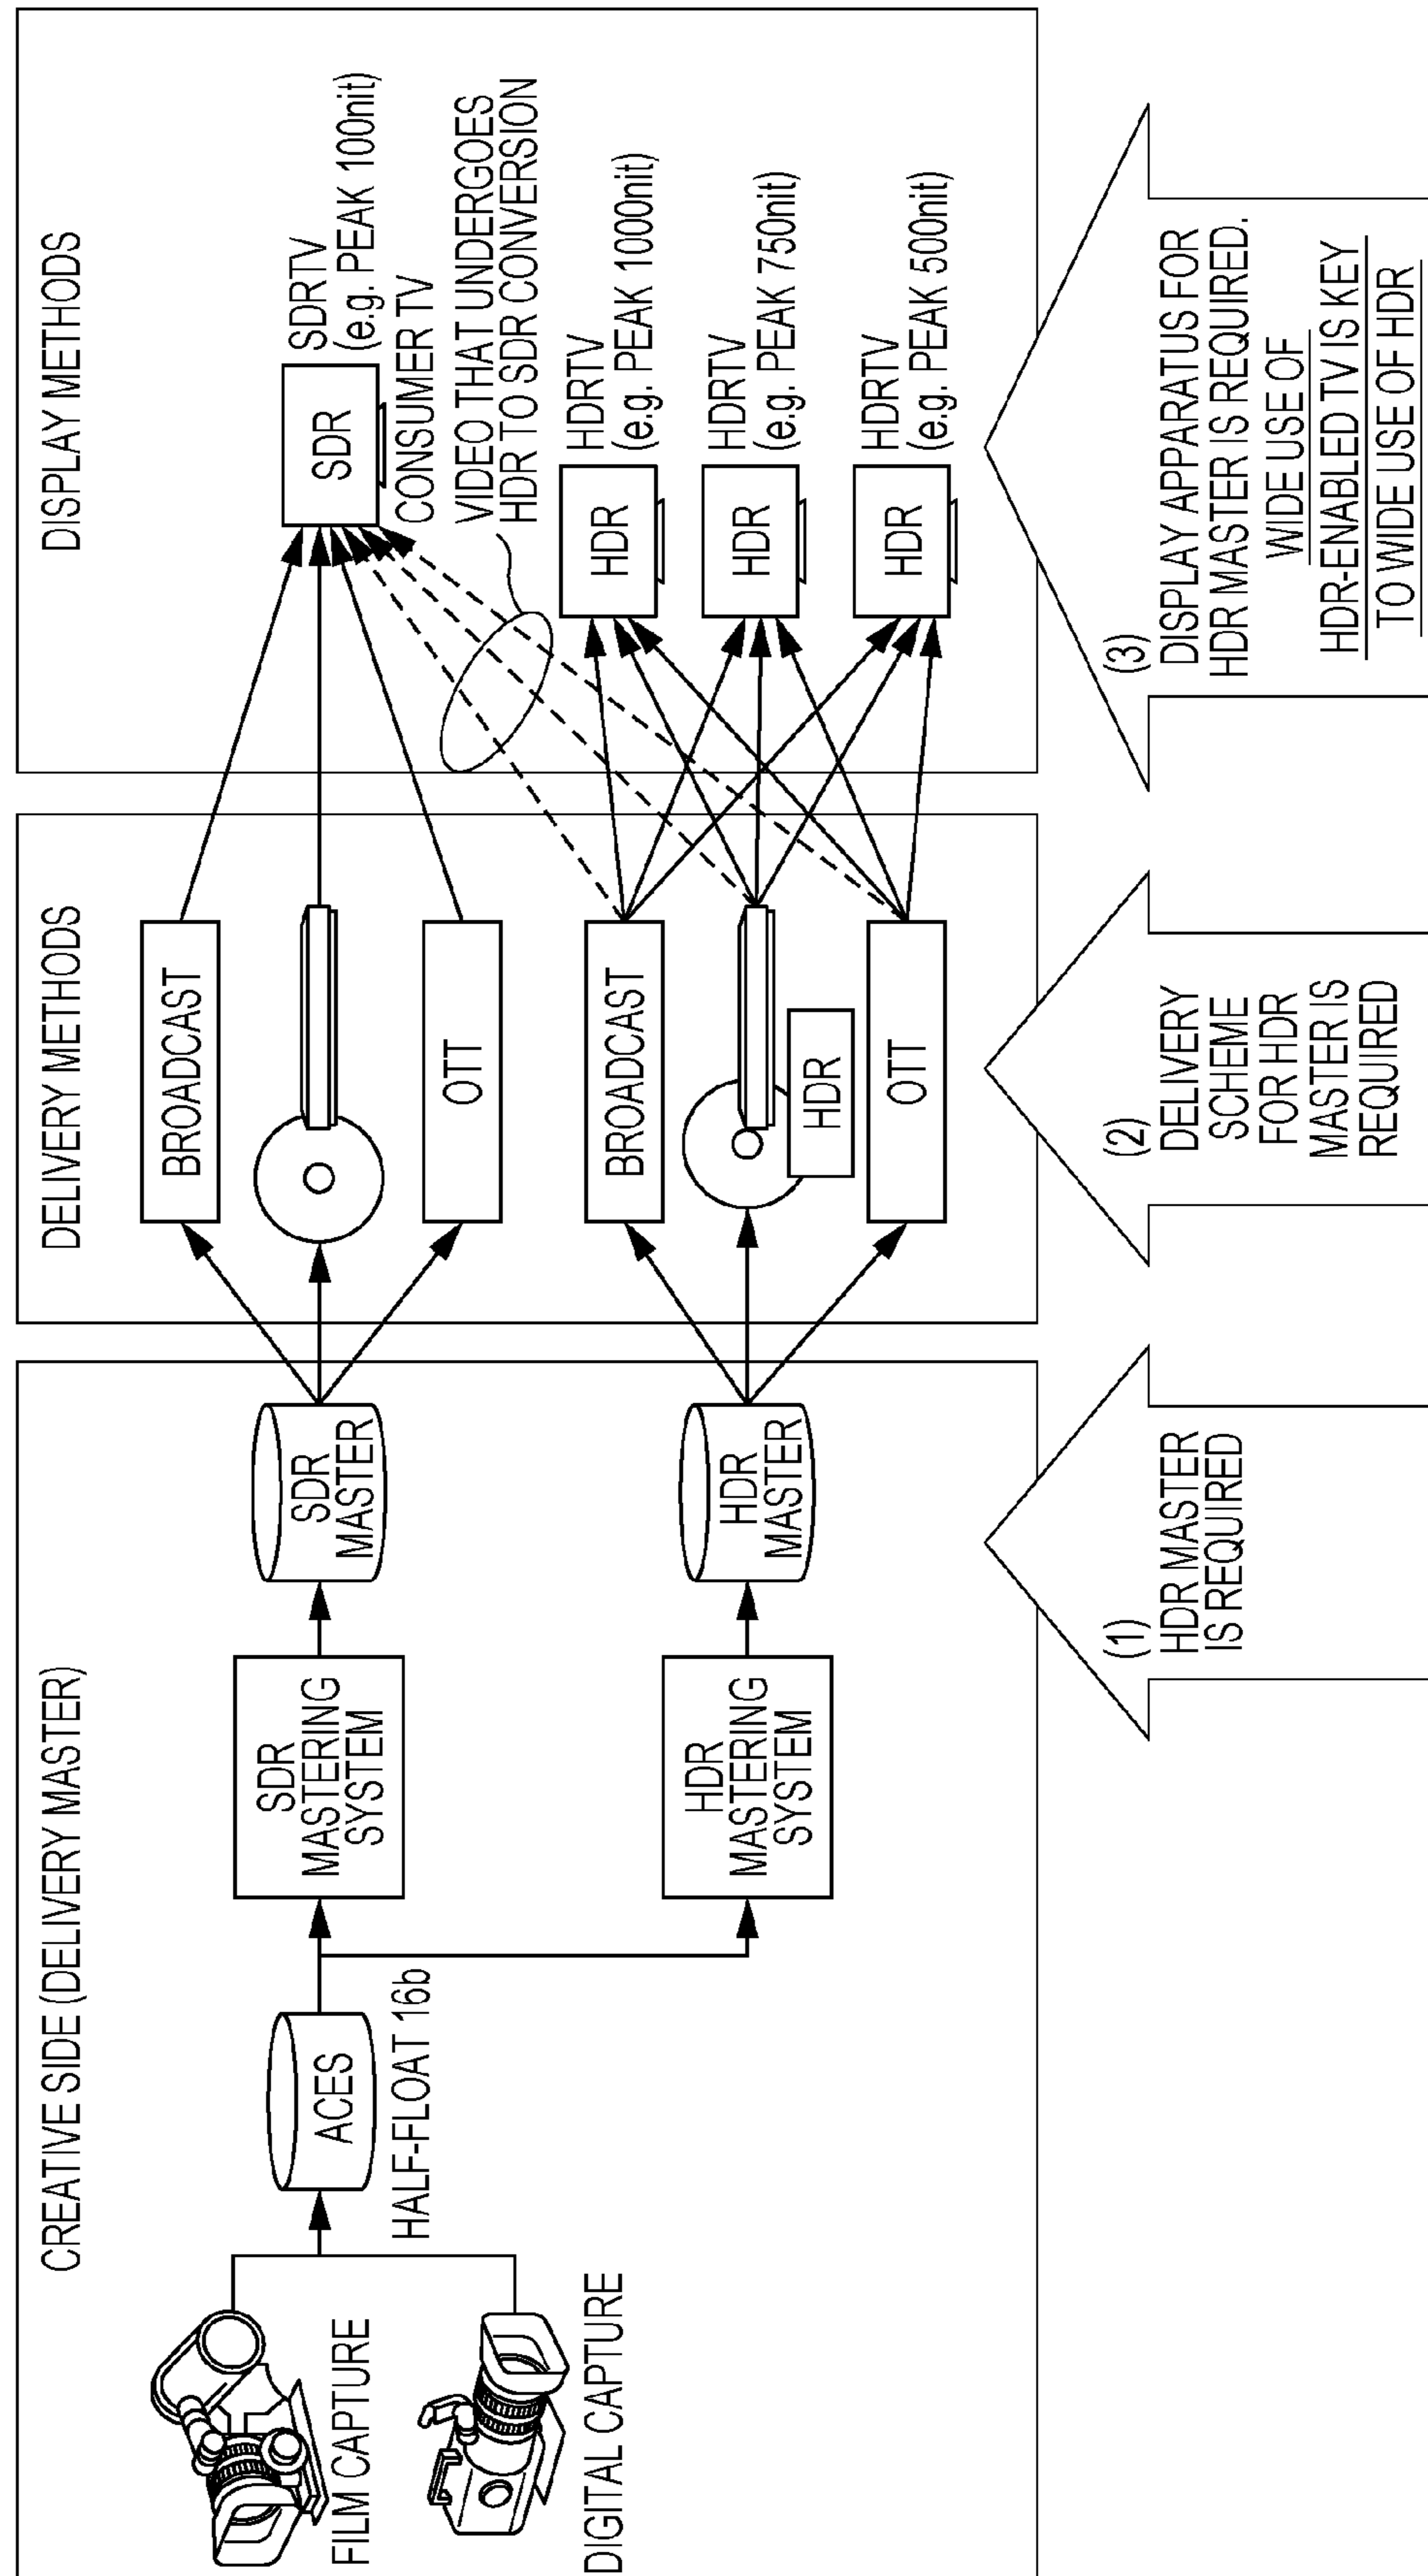 CREATIVE SIDE (DELIVERY MASTER)
FILM CAPTURE
DIGITAL CAPTURE
ACES
HALF-FLOAT 16b
SDR
MASTERING
SYSTEM
HDR
MASTERING
SYSTEM
SDR
MASTER
HDR
MASTER
DELIVERY METHODS
BROADCAST
OTT
BROADCAST
HDR
OTT
DISPLAY METHODS
SDR
SDRTV
(e.g. PEAK 100nit)
CONSUMER TV
VIDEO THAT UNDERGOES
HDR TO SDR CONVERSION
HDR
HDRTV
(e.g. PEAK 1000nit)
HDR
HDRTV
(e.g. PEAK 750nit)
HDR
HDRTV
(e.g. PEAK 500nit)
(1)
HDR MASTER
IS REQUIRED
(2)
DELIVERY
SCHEME
FOR HDR
MASTER IS
REQUIRED
(3)
DISPLAY APPARATUS FOR
HDR MASTER IS REQUIRED.
WIDE USE OF
HDR-ENABLED TV IS KEY
TO WIDE USE OF HDR